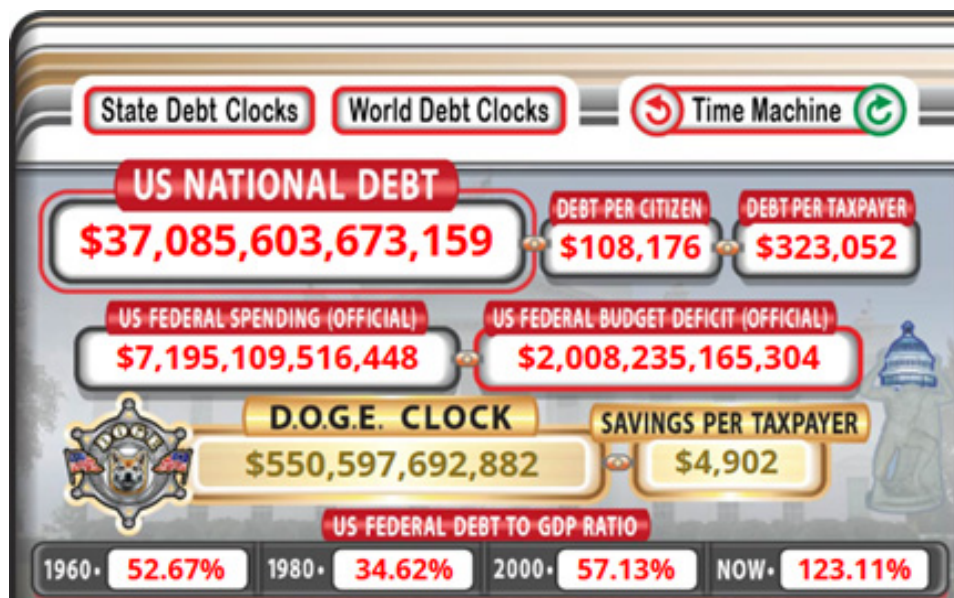 State Debt Clocks World Debt Clocks Time Machine
US NATIONAL DEBT DEBT PER CITIZEN DEBT PER TAXPAYER
$37,085,603,673,159 $108,176 $323,052
US FEDERAL SPENDING (OFFICIAL) US FEDERAL BUDGET DEFICIT (OFFICIAL)
$7,195,109,516,448 $2,008,235,165,304
D.O.G.E. CLOCK SAVINGS PER TAXPAYER
D.O.G.E
$550,597,692,882 $4,902
US FEDERAL DEBT TO GDP RATIO
1960• 52.67% 1980• 34.62% 2000• 57.13% NOW• 123.11%